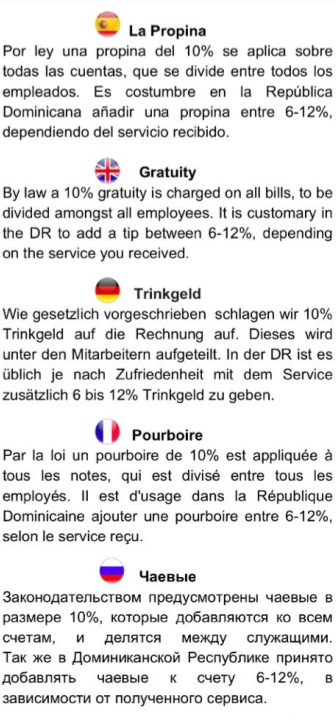 La Propina
Por ley una propina del 10% se aplica sobre
todas las cuentas, que se divide entre todos los
empleados. Es costumbre en la República
Dominicana añadir una propina entre 6-12%,
dependiendo del servicio recibido.
Gratuity
By law a 10% gratuity is charged on all bills, to be
divided amongst all employees. It is customary in
the DR to add a tip between 6-12%, depending
on the service you received.
Trinkgeld
Wie gesetzlich vorgeschrieben schlagen wir 10%
Trinkgeld auf die Rechnung auf. Dieses wird
unter den Mitarbeitern aufgeteilt. In der DR ist es
üblich je nach Zufriedenheit mit dem Service
zusätzlich 6 bis 12% Trinkgeld zu geben.
Pourboire
Par la loi un pourboire de 10% est appliquée à
tous les notes, qui est divisé entre tous les
employés. Il est d'usage dans la République
Dominicaine ajouter une pourboire entre 6-12%,
selon le service reçu.
Чаевые
Законодательством предусмотрены чаевые в
размере 10%, которые добавляются ко всем
счетам, и делятся между служащими.
Так же в Доминиканской Республике принято
добавлять чаевые к счету 6-12%, в
зависимости от полученного сервиса.